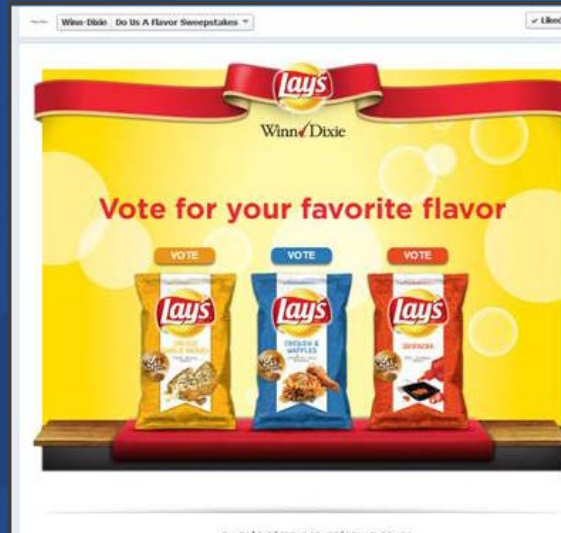 Winn-Dixie Do Us A Flavor Sweepstakes
Liked
Lay's
Winn Dixie
Vote for your favorite flavor
VOTE
VOTE
VOTE
Lay's
Lay's
Lay's
CHICKEN &
WAFFLES
SRIRACHA